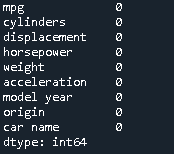 mpg             0
cylinders       0
displacement    0
horsepower      0
weight          0
acceleration    0
model year      0
origin          0
car name        0
dtype: int64